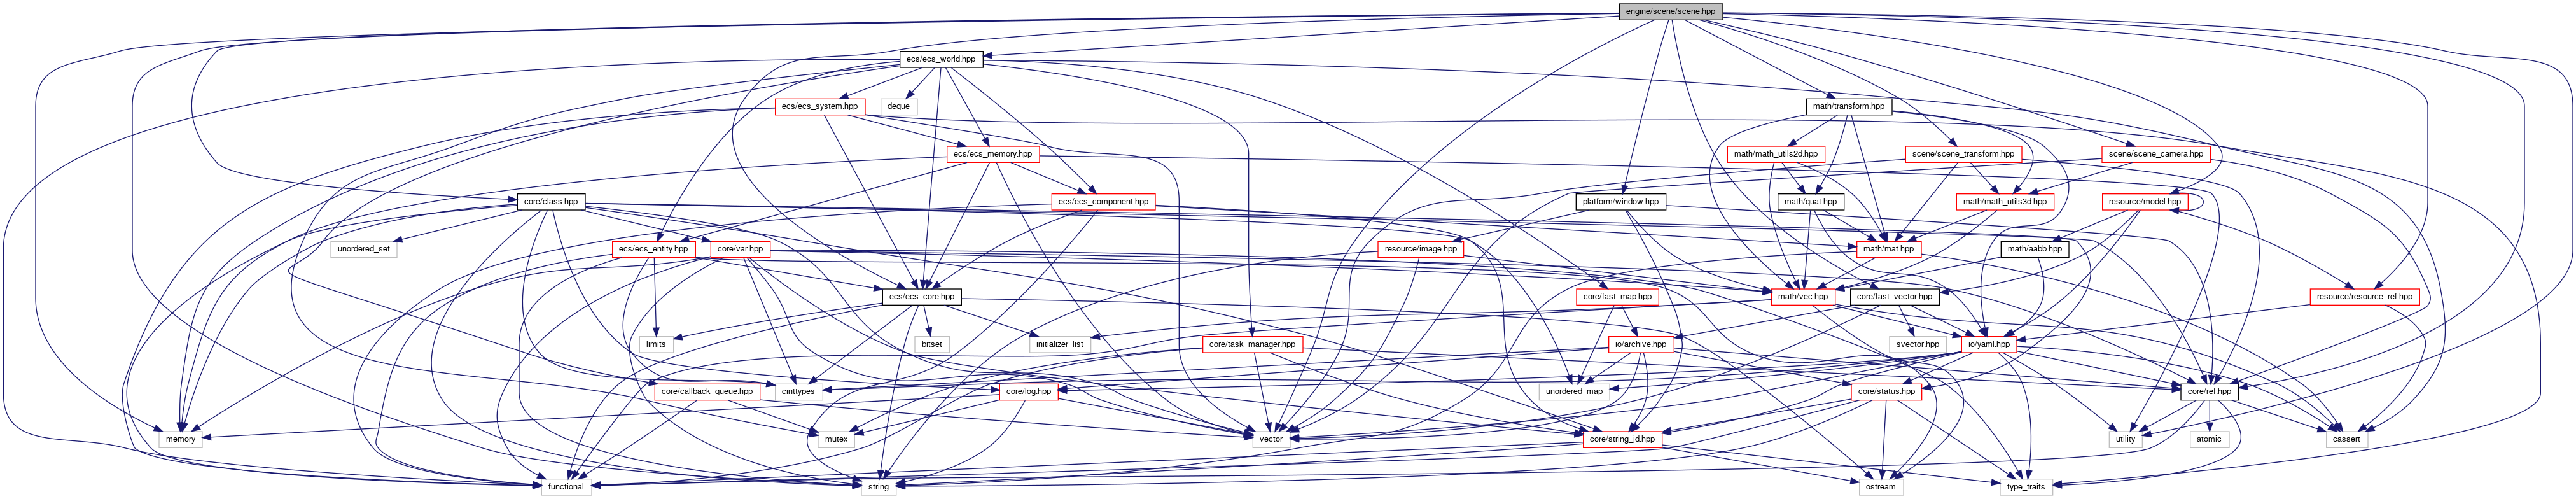 engine/scene/scene.hpp
ecs/ecs_world.hpp
ecs/ecs_system.hpp
deque
math/transform.hpp
ecs/ecs_memory.hpp
math/math_utils2d.hpp
scene/scene_transform.hpp
scene/scene_camera.hpp
core/class.hpp
ecs/ecs_component.hpp
platform/window.hpp
math/quat.hpp
math/math_utils3d.hpp
resource/model.hpp
unordered_set
ecs/ecs_entity.hpp
core/var.hpp
resource/image.hpp
math/mat.hpp
math/aabb.hpp
ecs/ecs_core.hpp
core/fast_map.hpp
math/vec.hpp
core/fast_vector.hpp
resource/resource_ref.hpp
limits
bitset
initializer_list
core/task_manager.hpp
io/archive.hpp
svector.hpp
io/yaml.hpp
core/callback_queue.hpp
cinttypes
core/log.hpp
unordered_map
core/status.hpp
core/ref.hpp
memory
mutex
vector
core/string_id.hpp
utility
atomic
cassert
functional
string
ostream
type_traits